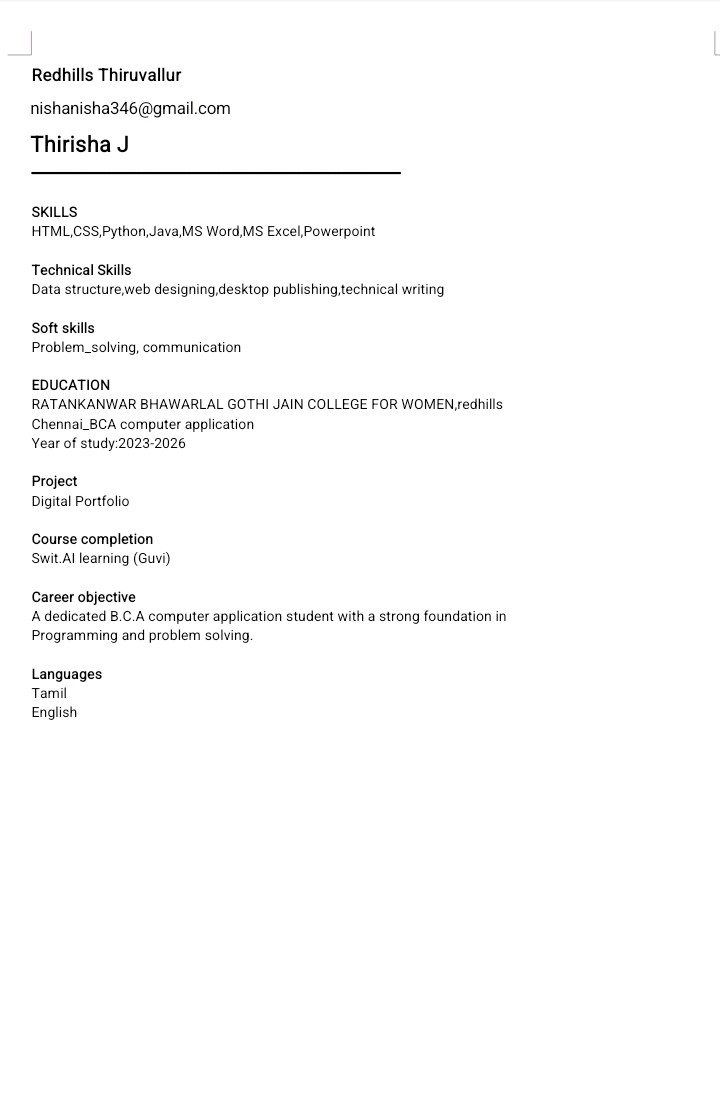 Redhills Thiruvallur
nishanisha346@gmail.com
Thirisha J
SKILLS
HTML,CSS,Python,Java,MS Word,MS Excel,Powerpoint
Technical Skills
Data structure,web designing,desktop publishing,technical writing
Soft skills
Problem_solving, communication
EDUCATION
RATANKANWAR BHAWARLAL GOTHI JAIN COLLEGE FOR WOMEN,redhills
Chennai_BCA computer application
Year of study:2023-2026
Project
Digital Portfolio
Course completion
Swit.AI learning (Guvi)
Career objective
A dedicated B.C.A computer application student with a strong foundation in
Programming and problem solving.
Languages
Tamil
English